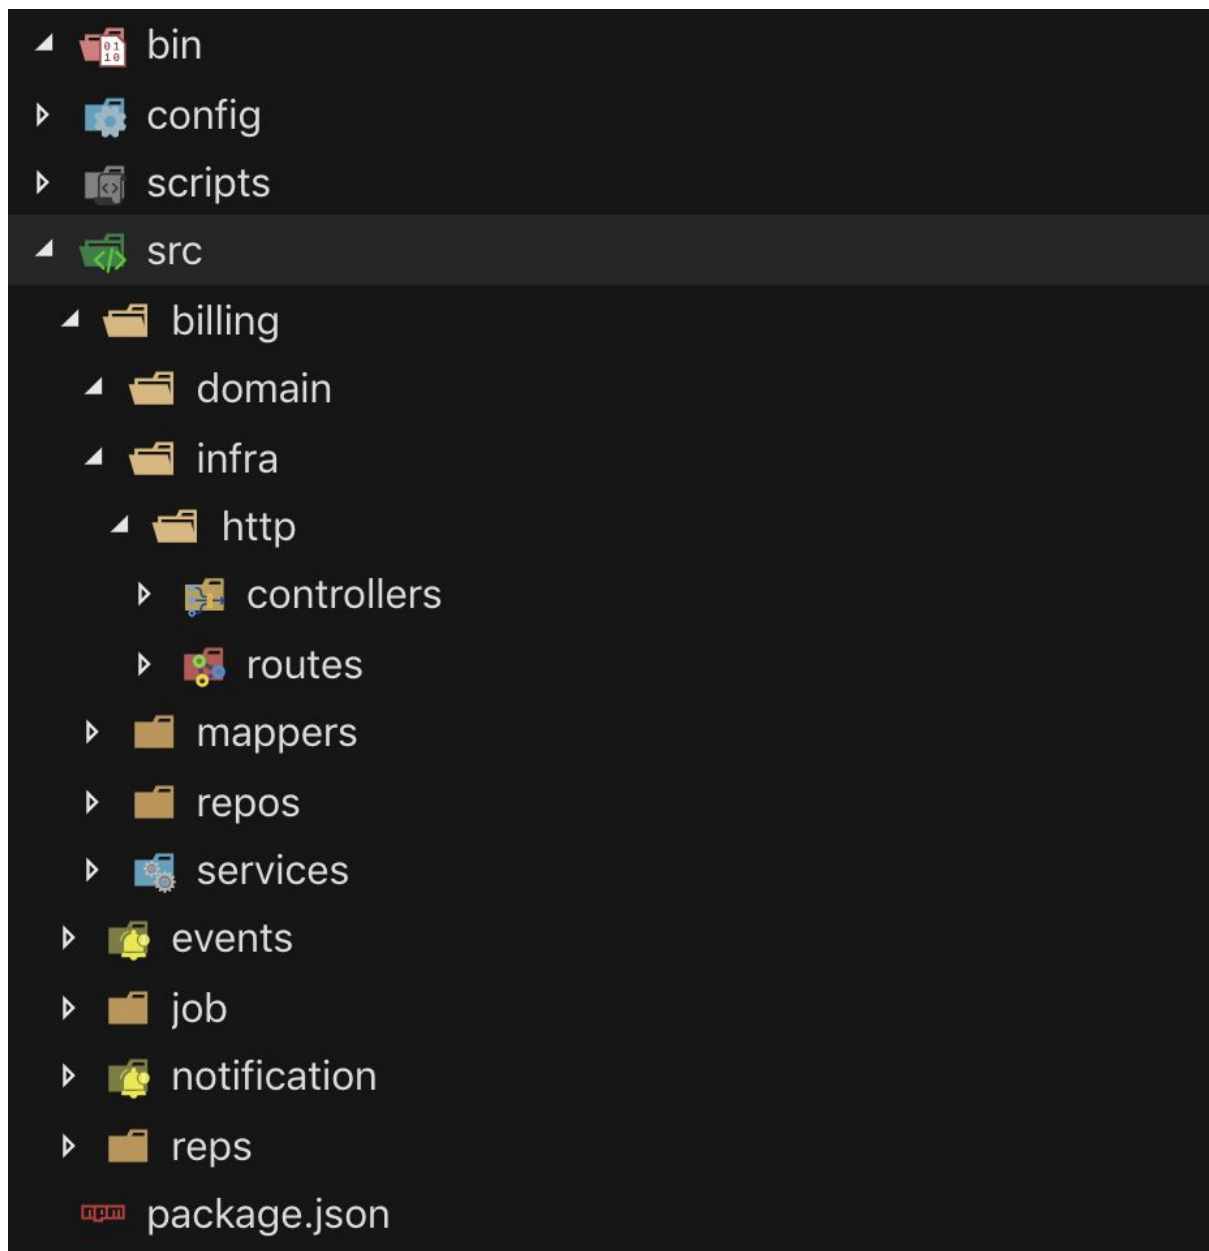 bin
config
scripts
src
billing
domain
infra
http
controllers
routes
mappers
repos
services
events
job
notification
reps
npm package.json